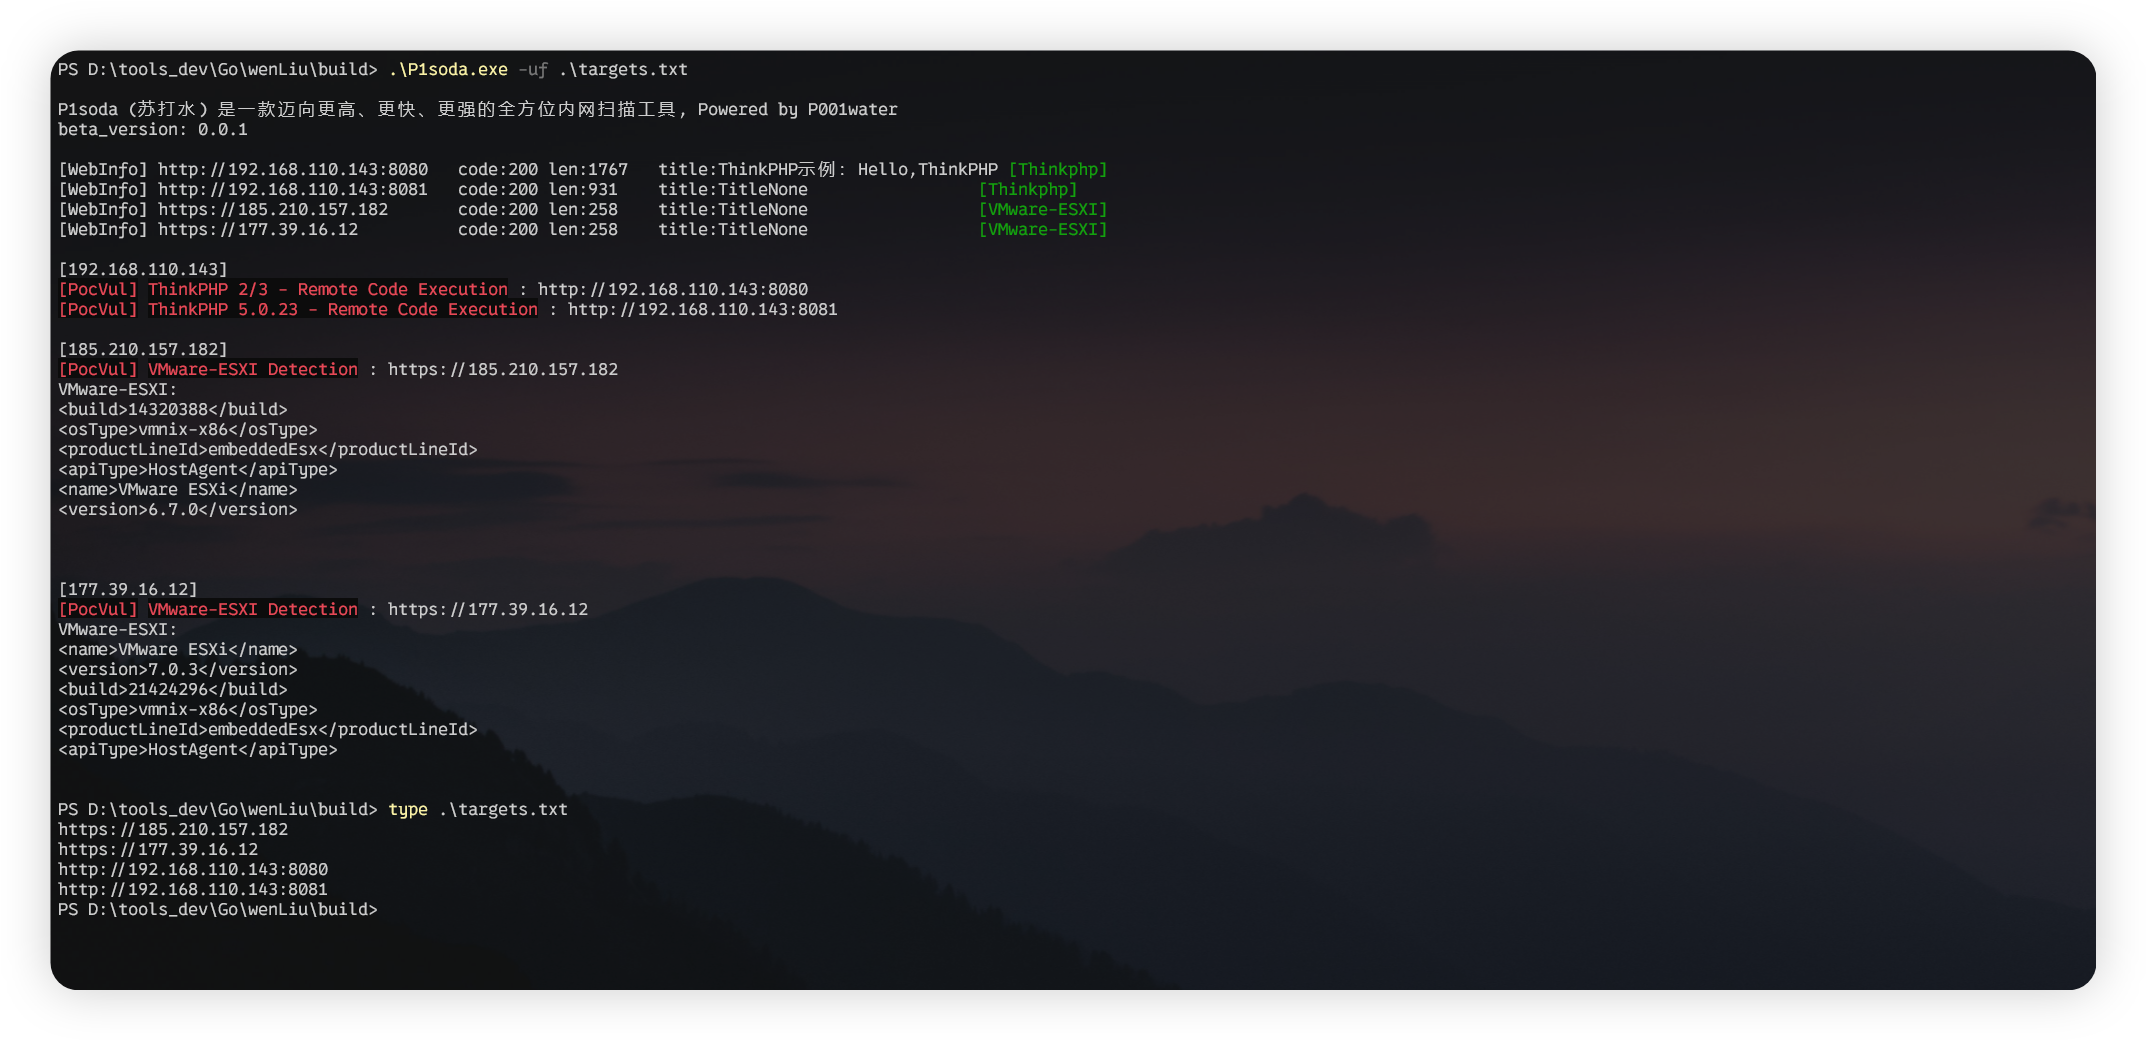 PS D:\tools_dev\Go\wenLiu\build> .\P1soda.exe -uf .\targets.txt
P1soda（苏打水）是一款迈向更高、更快、更强的全方位内网扫描工具, Powered by P001water
beta_version: 0.0.1
[WebInfo] http://192.168.110.143:8080 code:200 len:1767 title:ThinkPHP示例: Hello,ThinkPHP [Thinkphp]
[WebInfo] http://192.168.110.143:8081 code:200 len:931 title:TitleNone [Thinkphp]
[WebInfo] https://185.210.157.182 code:200 len:258 title:TitleNone [VMware-ESXI]
[WebInfo] https://177.39.16.12 code:200 len:258 title:TitleNone [VMware-ESXI]
[192.168.110.143]
[PocVul] ThinkPHP 2/3 - Remote Code Execution : http://192.168.110.143:8080
[PocVul] ThinkPHP 5.0.23 - Remote Code Execution : http://192.168.110.143:8081
[185.210.157.182]
[PocVul] VMware-ESXI Detection : https://185.210.157.182
VMware-ESXI:
<build>14320388</build>
<osType>vmnix-x86</osType>
<productLineId>embeddedEsx</productLineId>
<apiType>HostAgent</apiType>
<name>VMware ESXi</name>
<version>6.7.0</version>
[177.39.16.12]
[PocVul] VMware-ESXI Detection : https://177.39.16.12
VMware-ESXI:
<name>VMware ESXi</name>
<version>7.0.3</version>
<build>21424296</build>
<osType>vmnix-x86</osType>
<productLineId>embeddedEsx</productLineId>
<apiType>HostAgent</apiType>
PS D:\tools_dev\Go\wenLiu\build> type .\targets.txt
https://185.210.157.182
https://177.39.16.12
http://192.168.110.143:8080
http://192.168.110.143:8081
PS D:\tools_dev\Go\wenLiu\build>